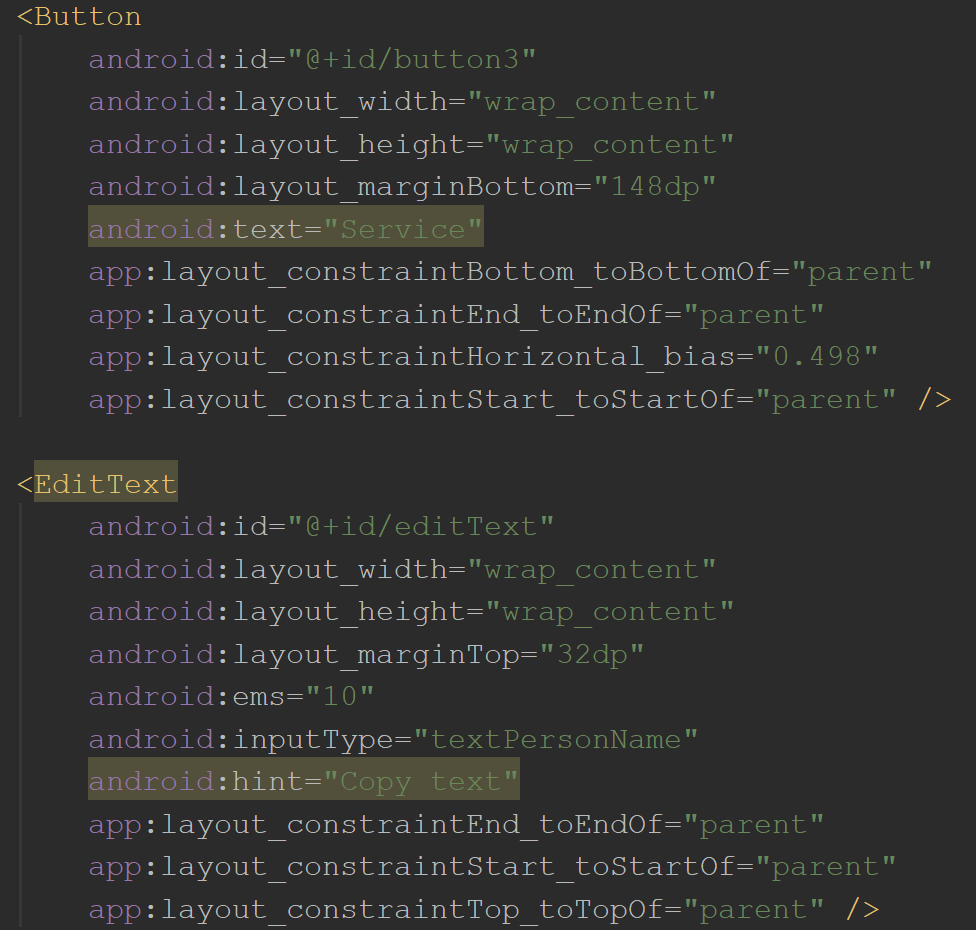 <Button
android:id="@+id/button3"
android:layout_width="wrap_content"
android:layout_height="wrap_content"
android:layout_marginBottom="148dp"
android:text="Service"
app:layout_constraintBottom_toBottomOf="parent"
app:layout_constraintEnd_toEndOf="parent"
app:layout_constraintHorizontal_bias="0.498"
app:layout_constraintStart_toStartOf="parent" />
<EditText
android:id="@+id/editText"
android:layout_width="wrap_content"
android:layout_height="wrap_content"
android:layout_marginTop="32dp"
android:ems="10"
android:inputType="textPersonName"
android:hint="Copy text"
app:layout_constraintEnd_toEndOf="parent"
app:layout_constraintStart_toStartOf="parent"
app:layout_constraintTop_toTopOf="parent" />